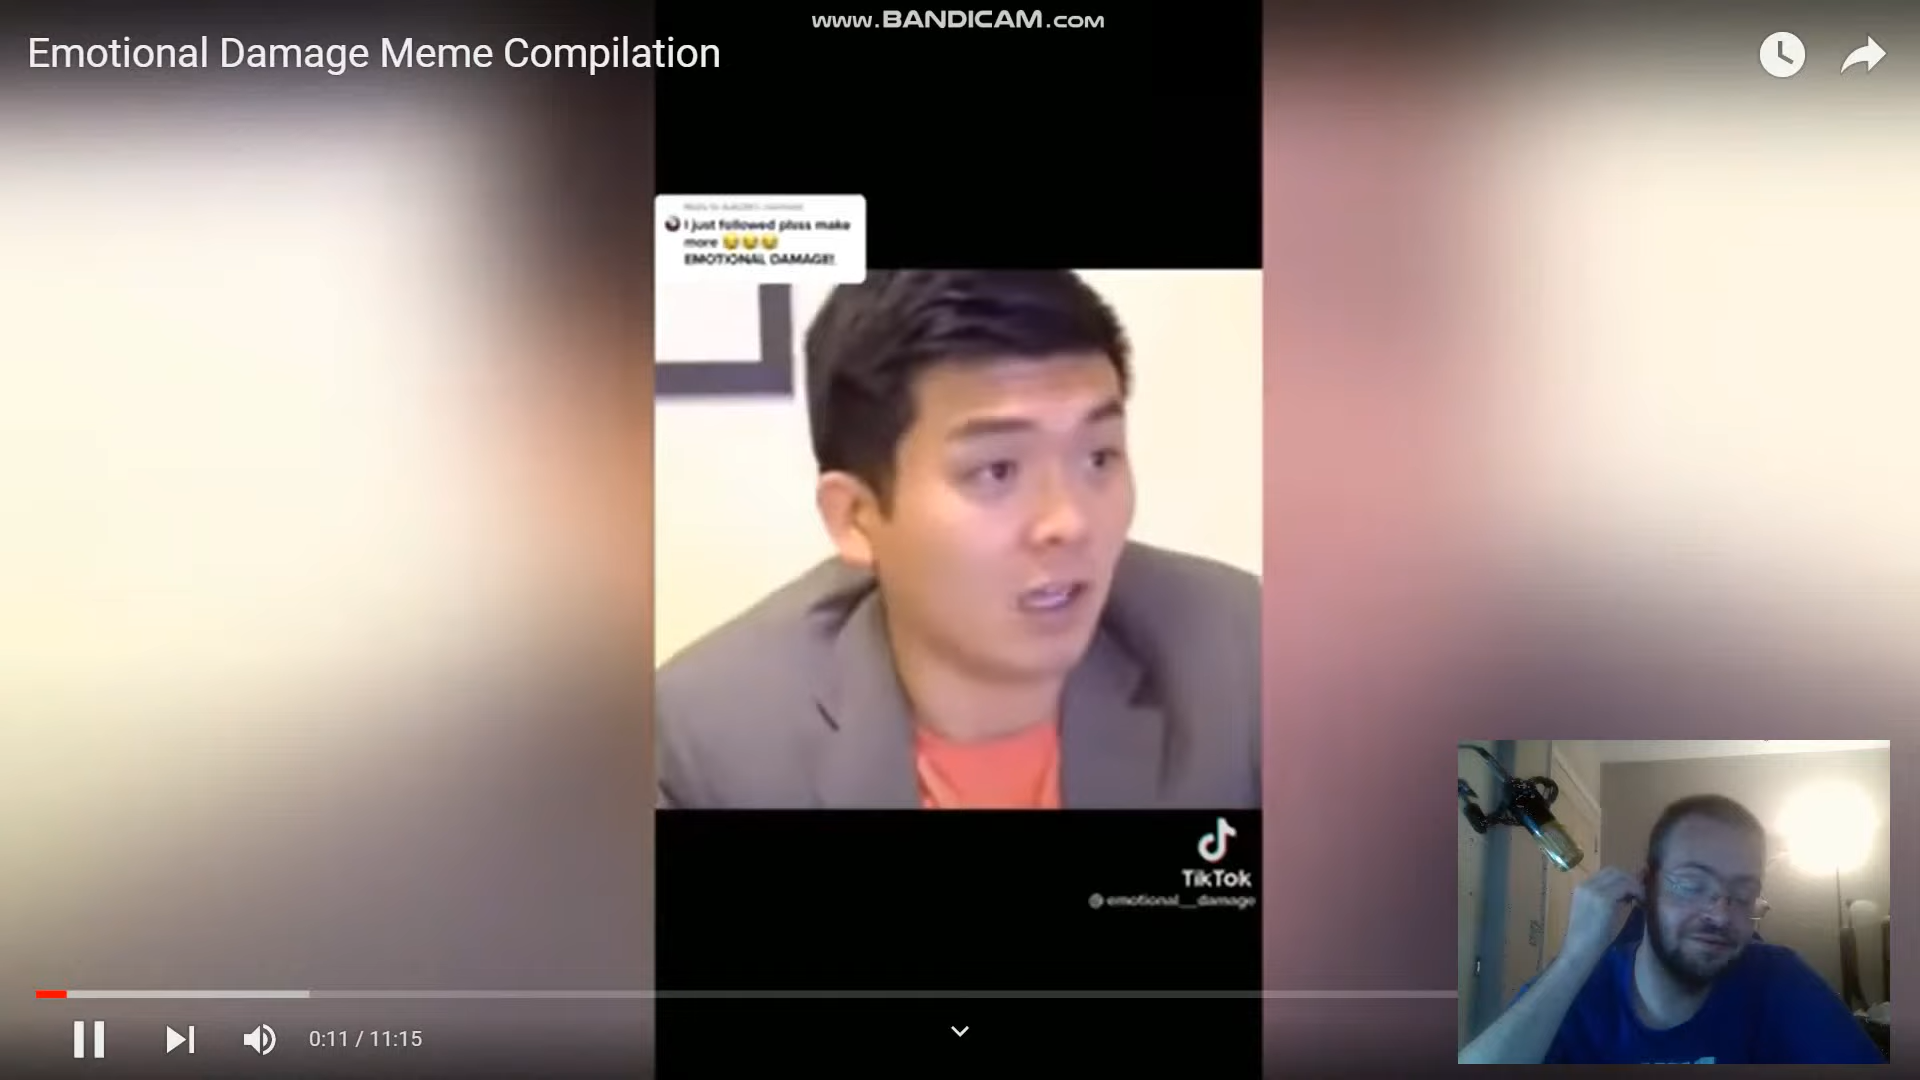 www.BANDICAM.com
Emotional Damage Meme Compilation
I just followed plsss make
more 😂😂😂
EMOTIONAL DAMAGE!
TikTok
@emotional__damage
0:11 / 11:15